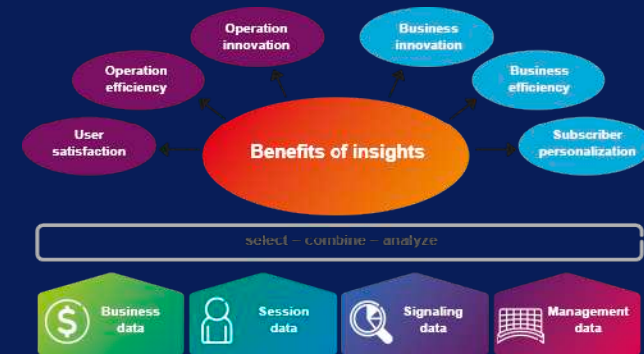 Operation
innovation
Business
innovation
Operation
efficiency
Business
efficiency
User
satisfaction
Benefits of insights
Subscriber
personalization
select – combine – analyze
Business
data
Session
data
Signaling
data
Management
data